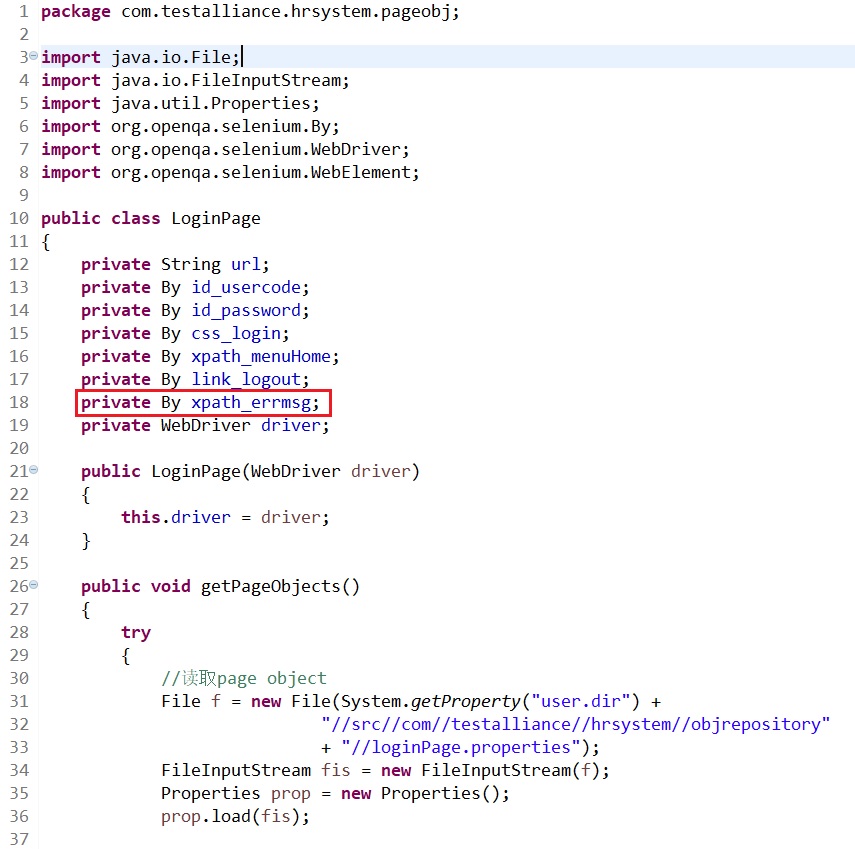 1 package com.testalliance.hrsystem.pageobj;
2
3 import java.io.File;
4 import java.io.FileInputStream;
5 import java.util.Properties;
6 import org.openqa.selenium.By;
7 import org.openqa.selenium.WebDriver;
8 import org.openqa.selenium.WebElement;
9
10 public class LoginPage
11 {
12     private String url;
13     private By id_usercode;
14     private By id_password;
15     private By css_login;
16     private By xpath_menuHome;
17     private By link_logout;
18     private By xpath_errmsg;
19     private WebDriver driver;
20
21     public LoginPage(WebDriver driver)
22     {
23         this.driver = driver;
24     }
25
26     public void getPageObjects()
27     {
28         try
29         {
30             //读取page object
31             File f = new File(System.getProperty("user.dir") +
32                             "//src//com//testalliance//hrsystem//objrepository"
33                             + "//loginPage.properties");
34             FileInputStream fis = new FileInputStream(f);
35             Properties prop = new Properties();
36             prop.load(fis);
37